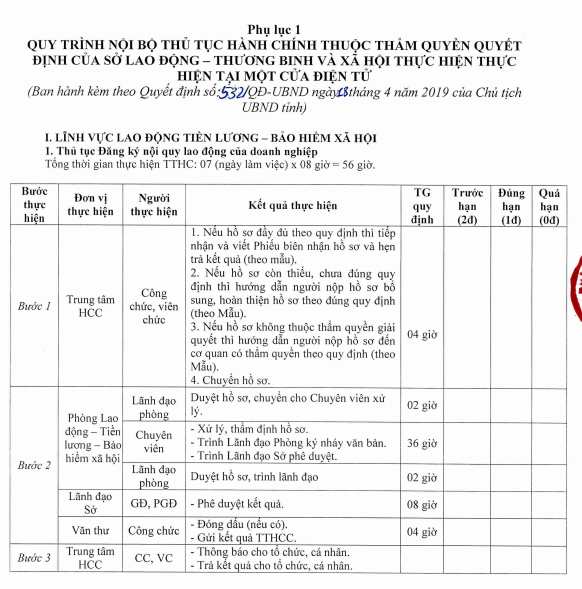 Phụ lục 1
QUY TRÌNH NỘI BỘ THỦ TỤC HÀNH CHÍNH THUỘC THẨM QUYỀN QUYẾT
ĐỊNH CỦA SỞ LAO ĐỘNG – THƯƠNG BINH VÀ XÃ HỘI THỰC HIỆN THỰC
HIỆN TẠI MỘT CỬA ĐIỆN TỬ
(Ban hành kèm theo Quyết định số:532/QĐ-UBND ngày18tháng 4 năm 2019 của Chủ tịch
UBND tỉnh)
I. LĨNH VỰC LAO ĐỘNG TIỀN LƯƠNG – BẢO HIỂM XÃ HỘI
1. Thủ tục Đăng ký nội quy lao động của doanh nghiệp
Tổng thời gian thực hiện TTHC: 07 (ngày làm việc) x 08 giờ = 56 giờ.
Bước thực hiện
Đơn vị thực hiện
Người thực hiện
Kết quả thực hiện
TG quy định
Trước hạn (2đ)
Đúng hạn (1đ)
Quá hạn (0đ)
Bước 1
Trung tâm
HCC
Công
chức, viên
chức
1. Nếu hồ sơ đầy đủ theo quy định thì tiếp
nhận và viết Phiếu biên nhận hồ sơ và hẹn
trả kết quả (theo mẫu).
2. Nếu hồ sơ còn thiếu, chưa đúng quy
định thì hướng dẫn người nộp hồ sơ bổ
sung, hoàn thiện hồ sơ theo đúng quy định
(theo Mẫu).
3. Nếu hồ sơ không thuộc thẩm quyền giải
quyết thì hướng dẫn người nộp hồ sơ đến
cơ quan có thẩm quyền theo quy định (theo
Mẫu).
4. Chuyển hồ sơ.
04 giờ
Bước 2
Phòng Lao
động – Tiền
lương – Bảo
hiểm xã hội
Lãnh đạo
phòng
Duyệt hồ sơ, chuyển cho Chuyên viên xử
lý.
02 giờ
Chuyên
viên
- Xử lý, thẩm định hồ sơ.
- Trình Lãnh đạo Phòng ký nháy văn bản.
- Trình Lãnh đạo Sở phê duyệt.
36 giờ
Lãnh đạo
phòng
Duyệt hồ sơ, trình lãnh đạo
02 giờ
Lãnh đạo
Sở
GĐ, PGĐ
- Phê duyệt kết quả.
08 giờ
Văn thư
Công chức
- Đóng dấu (nếu có).
- Gửi kết quả TTHCC.
04 giờ
Bước 3
Trung tâm
HCC
CC, VC
- Thông báo cho tổ chức, cá nhân.
- Trả kết quả cho tổ chức, cá nhân.